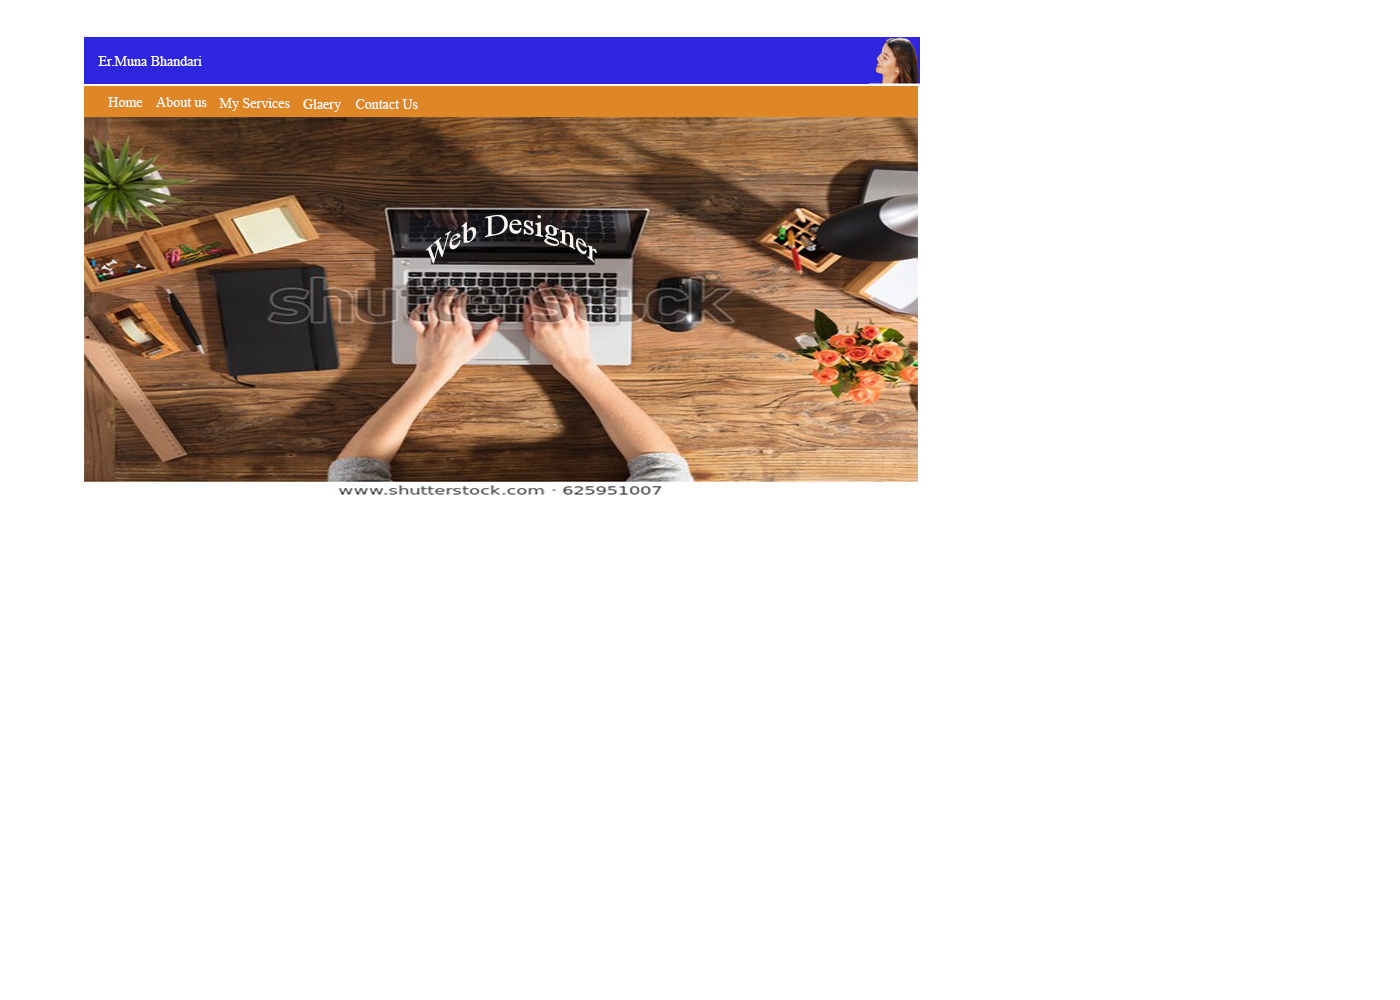 Er.Muna Bhandari
Home About us My Services Glaery Contact Us
Web Designer
shutterstock
www.shutterstock.com · 625951007